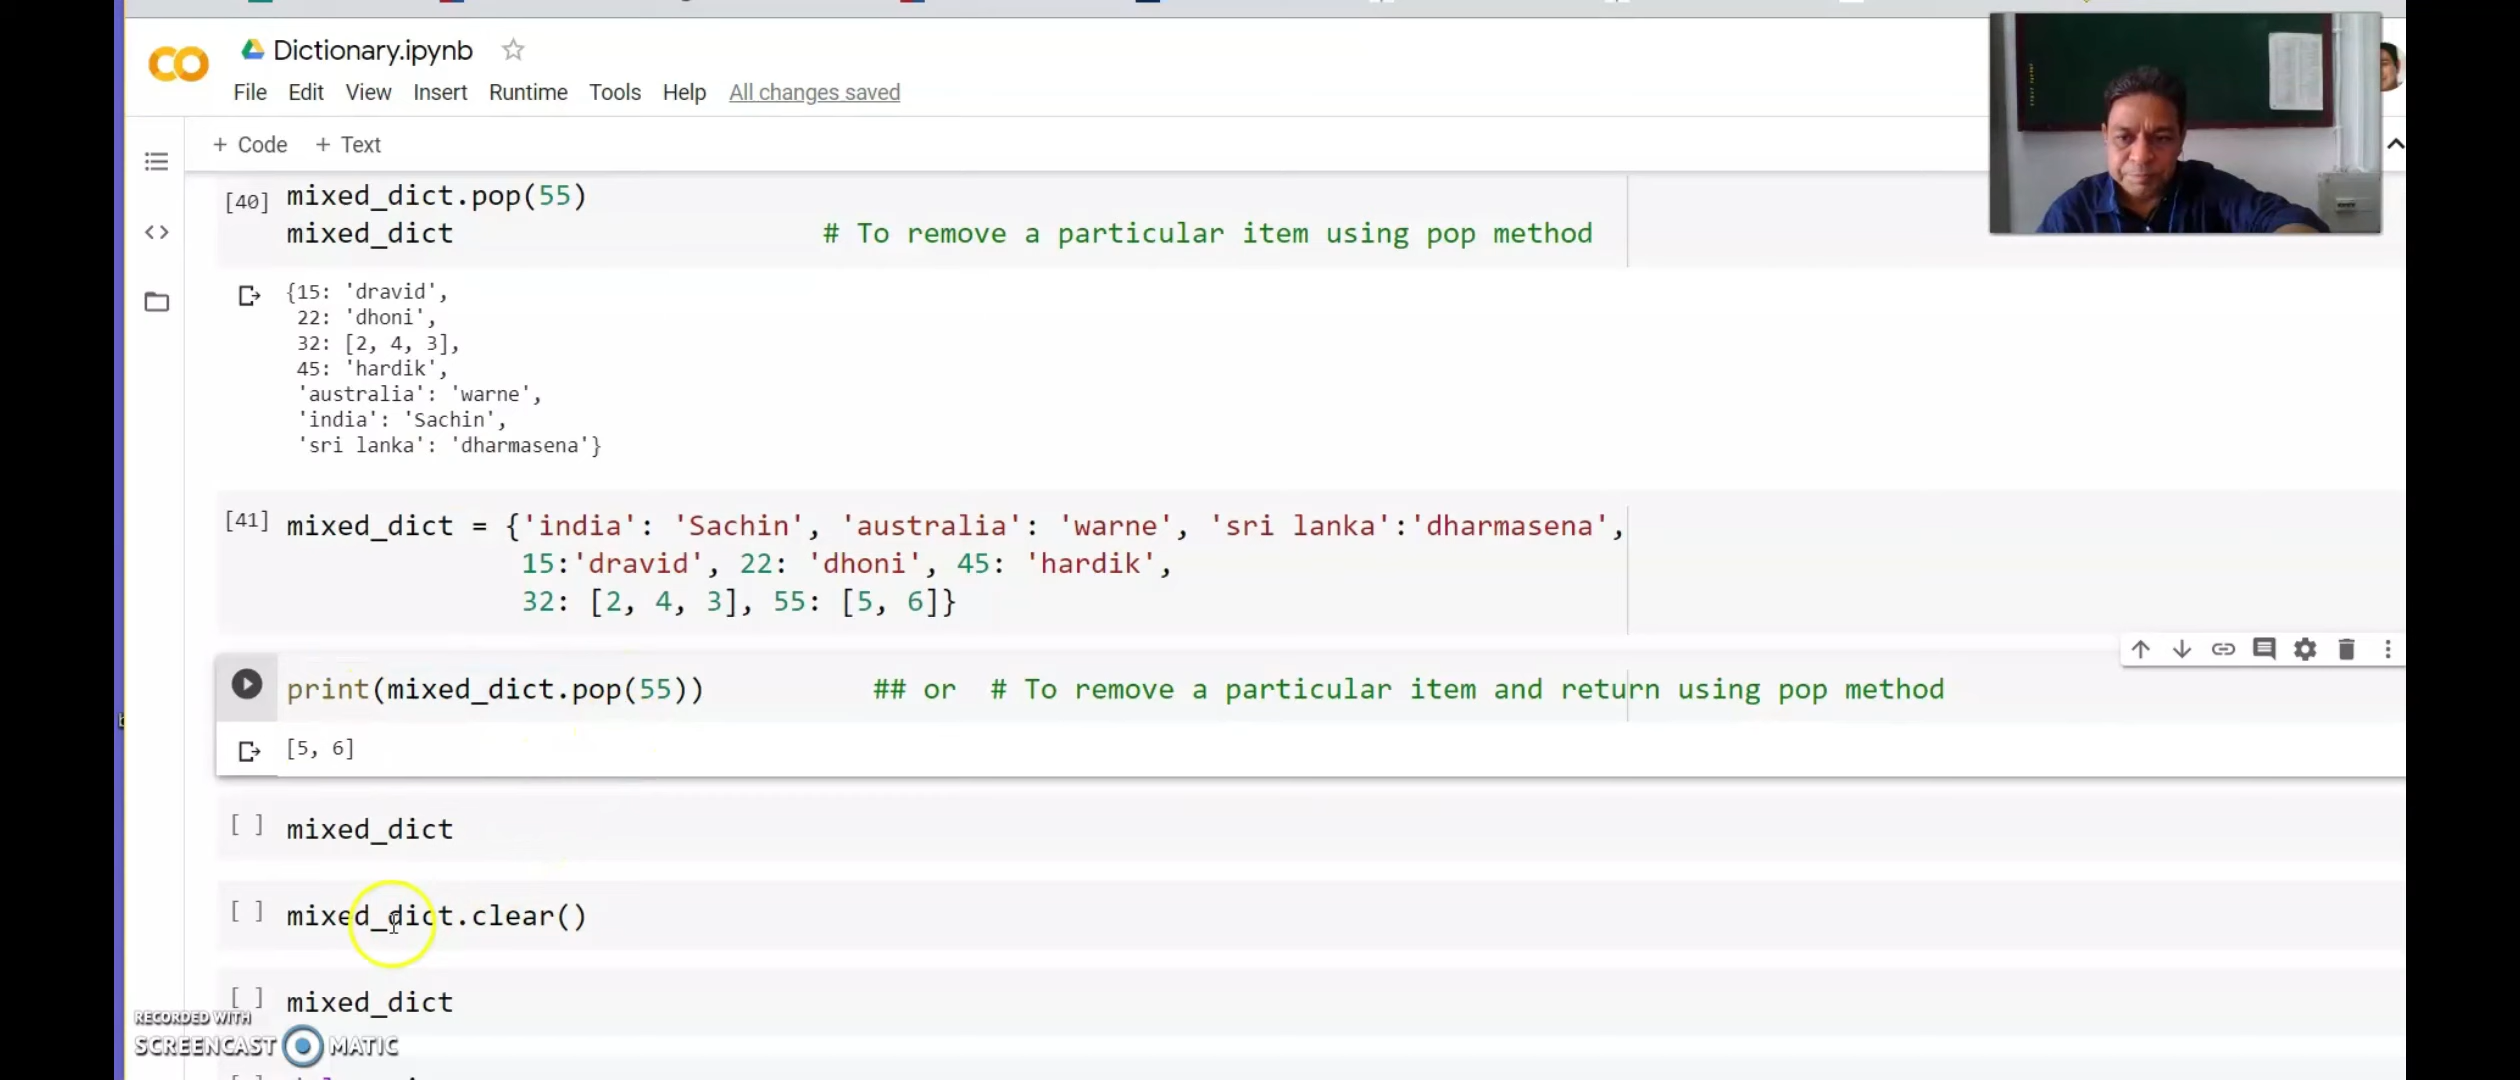 Dictionary.ipynb
File Edit View Insert Runtime Tools Help All changes saved
+ Code + Text
[40] mixed_dict.pop(55)
mixed_dict # To remove a particular item using pop method
{15: 'dravid',
22: 'dhoni',
32: [2, 4, 3],
45: 'hardik',
'australia': 'warne',
'india': 'Sachin',
'sri lanka': 'dharmasena'}
[41] mixed_dict = {'india': 'Sachin', 'australia': 'warne', 'sri lanka':'dharmasena',
15:'dravid', 22: 'dhoni', 45: 'hardik',
32: [2, 4, 3], 55: [5, 6]}
print(mixed_dict.pop(55)) ## or # To remove a particular item and return using pop method
[5, 6]
[ ] mixed_dict
[ ] mixed_dict.clear()
[ ] mixed_dict
RECORDED WITH
SCREENCAST MATIC